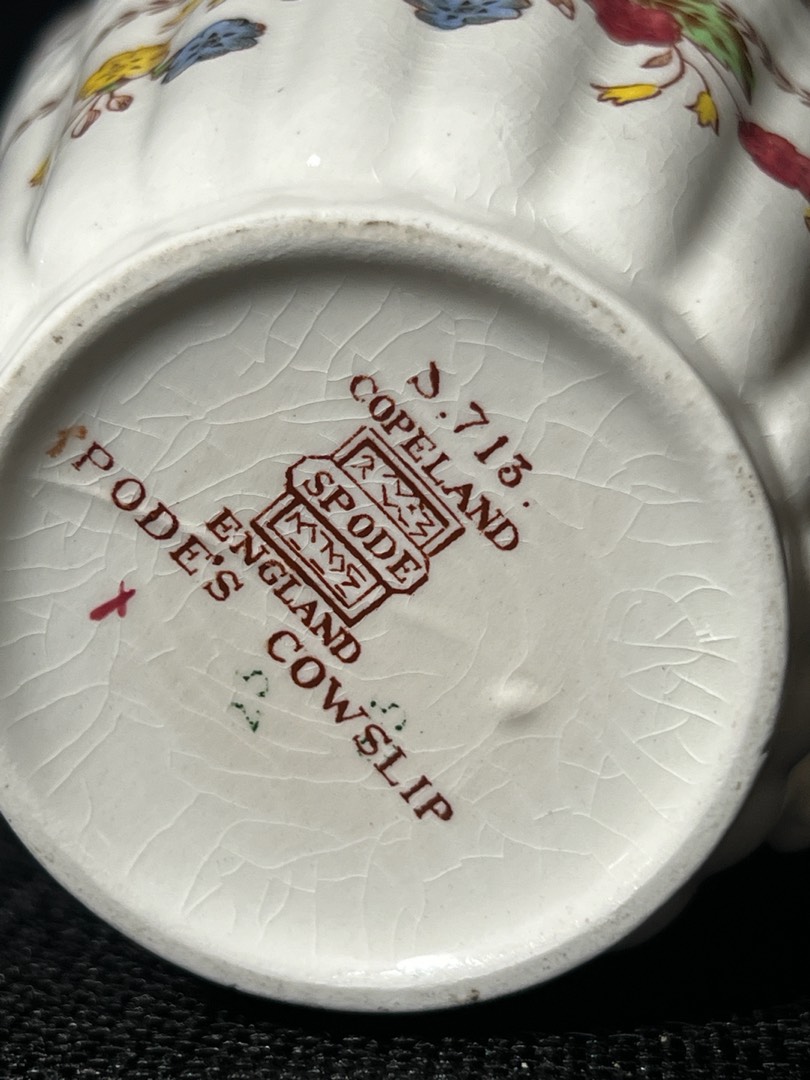 S.713.
COPELAND
SPODE
ENGLAND
SPODE'S COWSLIP